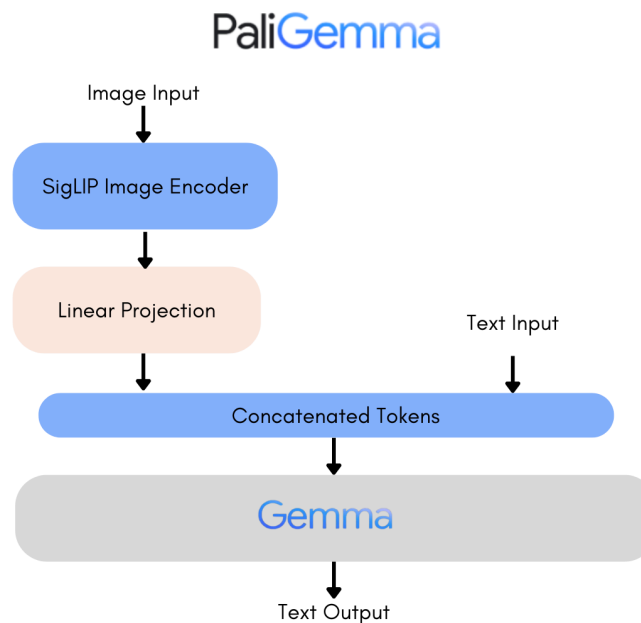 PaliGemma
Image Input
SigLIP Image Encoder
Linear Projection
Text Input
Concatenated Tokens
Gemma
Text Output